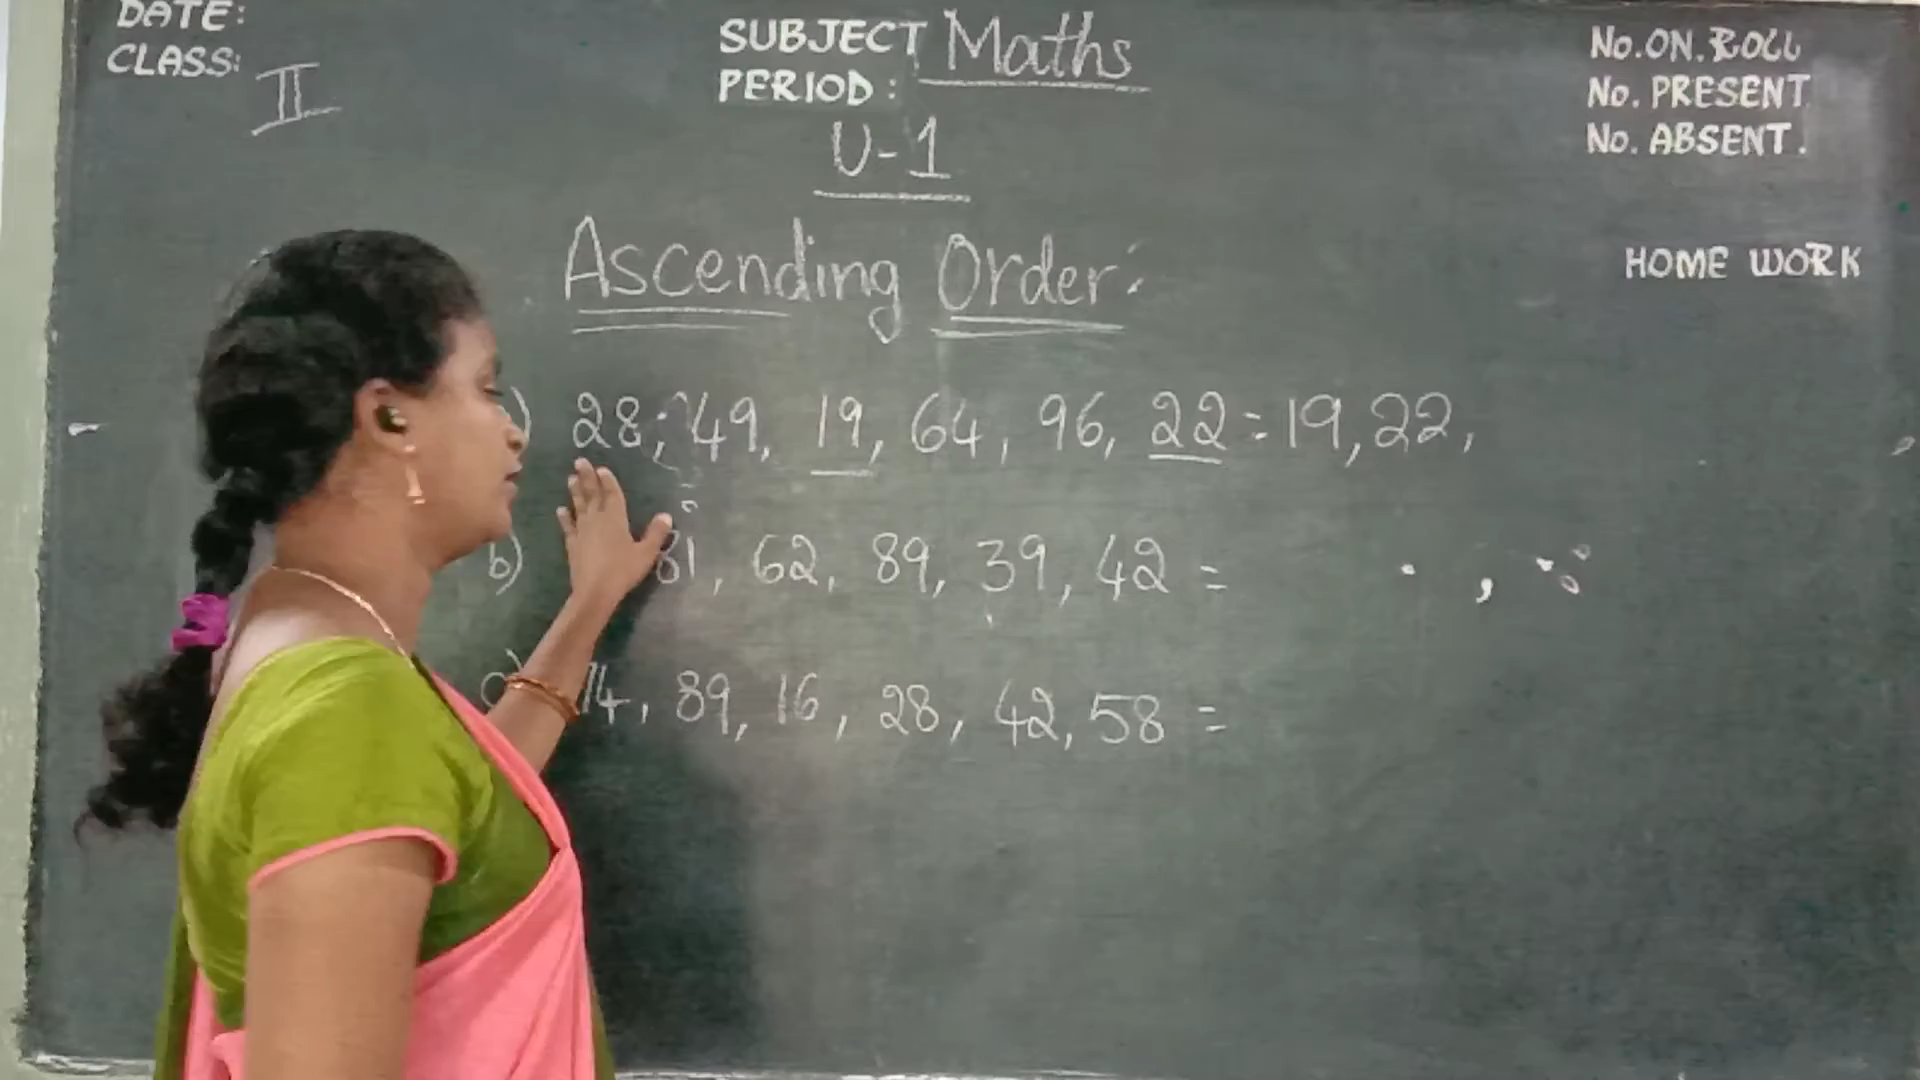 DATE:
CLASS: II
SUBJECT Maths
PERIOD:
No.ON.ROLL
No. PRESENT
No. ABSENT.
U-1
Ascending Order:
HOME WORK
28, 49, 19, 64, 96, 22 = 19, 22,
b) 81, 62, 89, 39, 42 =
c) 74, 89, 16, 28, 42, 58 =